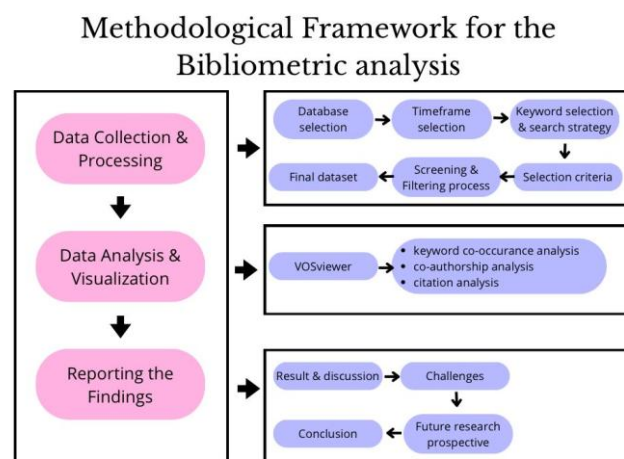 Methodological Framework for the
Bibliometric analysis
Data Collection &
Processing
Database
selection
Timeframe
selection
Keyword selection
& search strategy
Final dataset
Screening &
Filtering process
Selection criteria
Data Analysis &
Visualization
VOSviewer
• keyword co-occurance analysis
• co-authorship analysis
• citation analysis
Reporting the
Findings
Result & discussion
Challenges
Conclusion
Future research
prospective